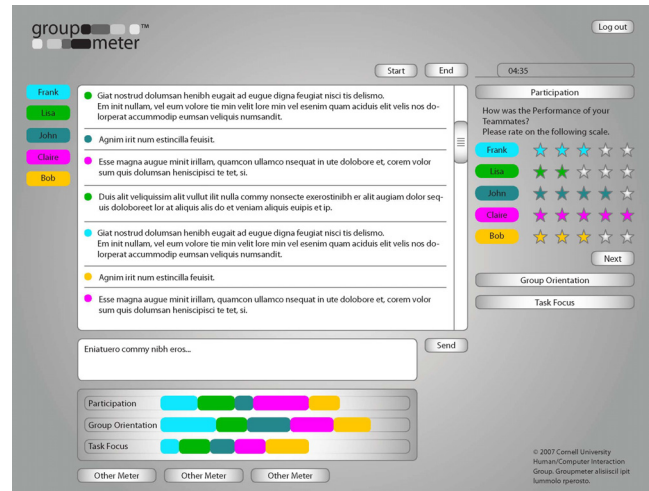 group ™
meter
Log out
Start
End
04:35
Frank
Lisa
John
Claire
Bob
Giat nostrud dolumsan henibh eugait ad eugue digna feugiat nisci tis delismo.
Em init nullam, vel eum volore tie min velit lore min vel esenim quam aciduis elit velis nos do-
lorperat accummodip eumsan veliquis numsandit.
Agnim irit num estincilla feuisit.
Esse magna augue minit irillam, quamcon ullamco nsequat in ute dolobore et, corem volor
sum quis dolumsan heniscipisci te tet, si.
Duis alit veliquissim alit vullut ilit nulla commy nonsecte exerostinibh er alit augiam dolor seq-
uis doloboreet lor at aliquis alis do et veniam aliquis euipis et ip.
Giat nostrud dolumsan henibh eugait ad eugue digna feugiat nisci tis delismo.
Em init nullam, vel eum volore tie min velit lore min vel esenim quam aciduis elit velis nos do-
lorperat accummodip eumsan veliquis numsandit.
Agnim irit num estincilla feuisit.
Esse magna augue minit irillam, quamcon ullamco nsequat in ute dolobore et, corem volor
sum quis dolumsan heniscipisci te tet, si.
Participation
How was the Performance of your
Teammates?
Please rate on the following scale.
Frank
Lisa
John
Claire
Bob
Next
Group Orientation
Task Focus
Eniatuero commy nibh eros...
Send
Participation
Group Orientation
Task Focus
Other Meter
Other Meter
Other Meter
© 2007 Cornell University
Human/Computer Interaction
Group. Groupmeter alisiscil ipit
lummolo rperosto.